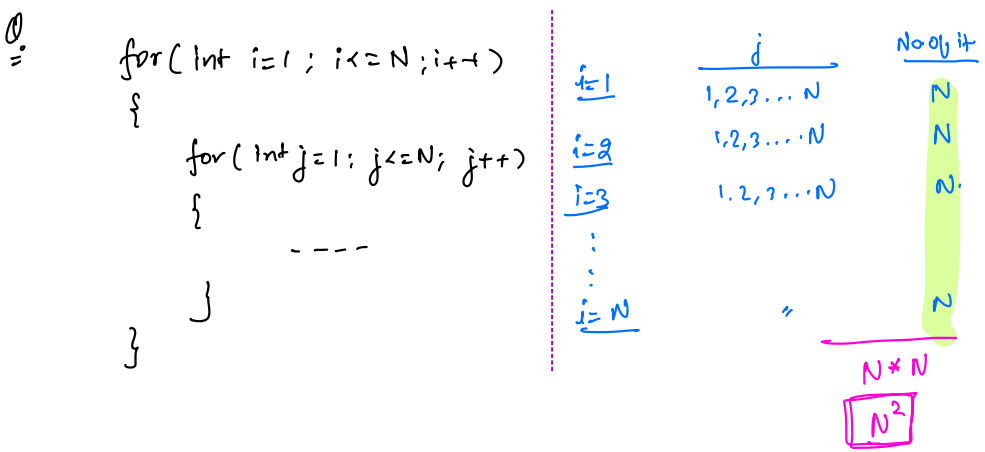 Q.
for( int i=1 ; i<=N ; i++ )
{
for( int j=1 ; j<=N ; j++ )
{
----
}
}
j No of it
i=1 1,2,3...N N
i=2 1,2,3...N N
i=3 1.2,3...N N.
:
:
i=N " N
N*N
N²